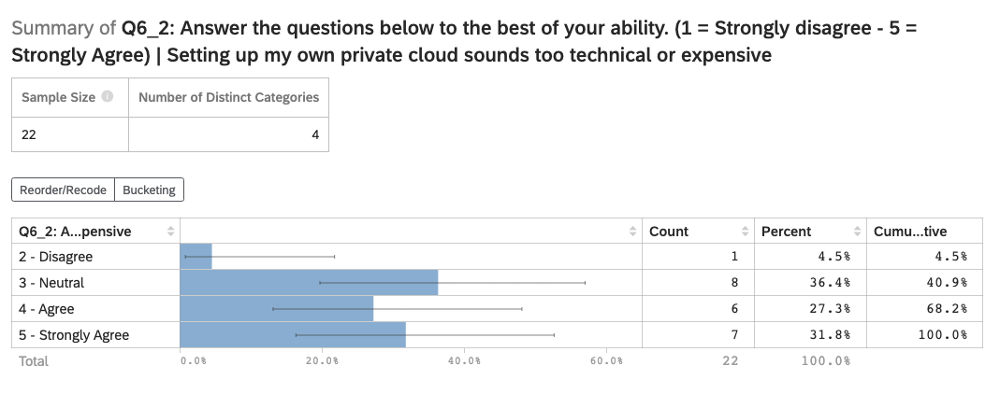 Summary of Q6_2: Answer the questions below to the best of your ability. (1 = Strongly disagree - 5 =
Strongly Agree) | Setting up my own private cloud sounds too technical or expensive
Sample Size Number of Distinct Categories
22 4
Reorder/Recode Bucketing
Q6_2: A...pensive Count Percent Cumu...tive
2 - Disagree 1 4.5% 4.5%
3 - Neutral 8 36.4% 40.9%
4 - Agree 6 27.3% 68.2%
5 - Strongly Agree 7 31.8% 100.0%
Total 0.0% 20.0% 40.0% 60.0% 22 100.0%